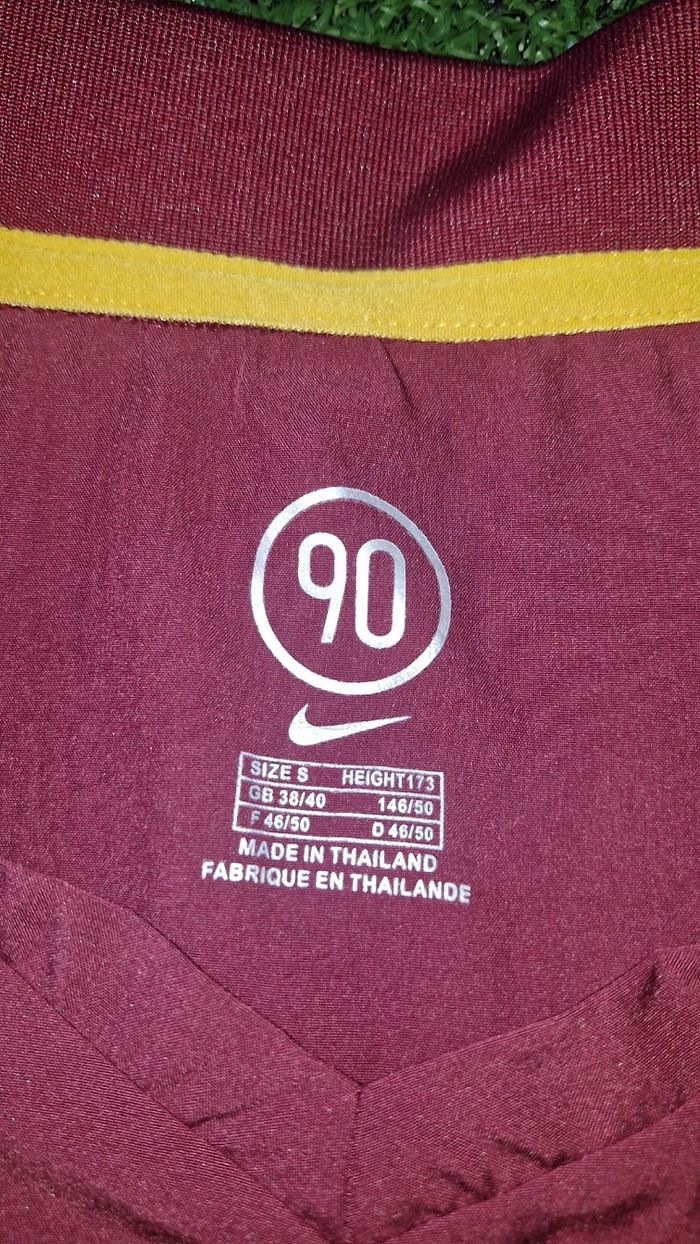 90
SIZE S HEIGHT173
GB 38/40 146/50
F 46/50 D 46/50
MADE IN THAILAND
FABRIQUE EN THAILANDE